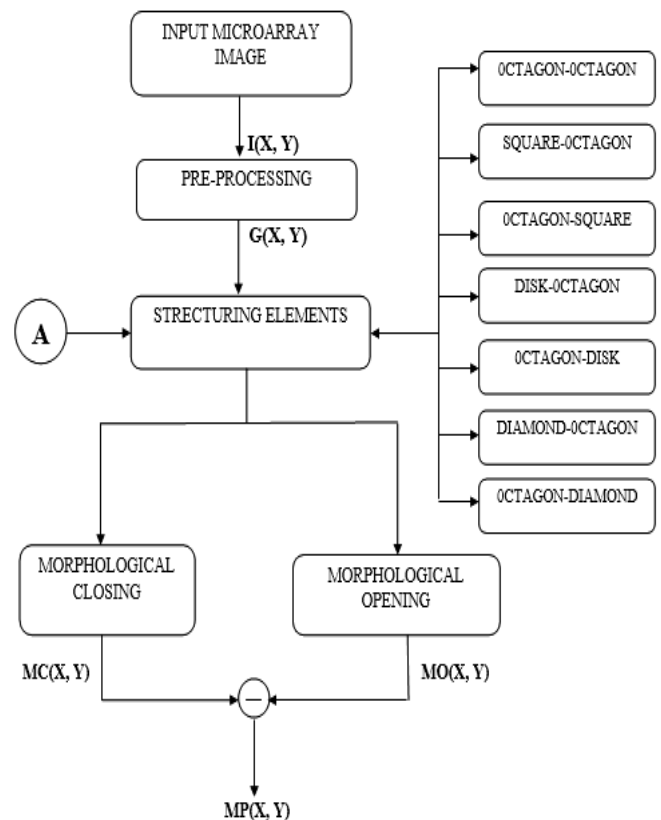 INPUT MICROARRAY
IMAGE
I(X, Y)
PRE-PROCESSING
G(X, Y)
A
STRECTURING ELEMENTS
0CTAGON-0CTAGON
SQUARE-0CTAGON
0CTAGON-SQUARE
DISK-0CTAGON
0CTAGON-DISK
DIAMOND-0CTAGON
0CTAGON-DIAMOND
MORPHOLOGICAL
CLOSING
MORPHOLOGICAL
OPENING
MC(X, Y)
MO(X, Y)
—
MP(X, Y)